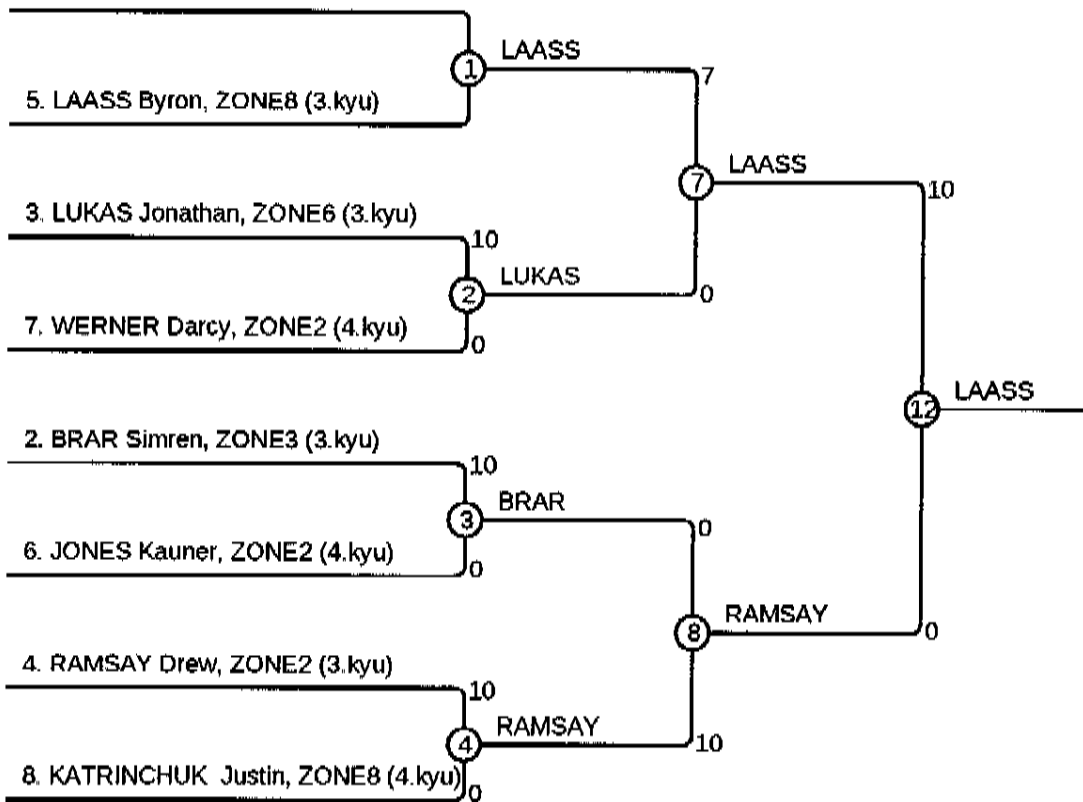 LAASS
1
7
5. LAASS Byron, ZONE8 (3.kyu)
LAASS
7
10
3. LUKAS Jonathan, ZONE6 (3.kyu)
10
LUKAS
2
0
7. WERNER Darcy, ZONE2 (4.kyu)
0
LAASS
12
2. BRAR Simren, ZONE3 (3.kyu)
10
BRAR
3
0
6. JONES Kauner, ZONE2 (4.kyu)
0
RAMSAY
8
0
4. RAMSAY Drew, ZONE2 (3.kyu)
10
RAMSAY
4
10
8. KATRINCHUK Justin, ZONE8 (4.kyu)
0